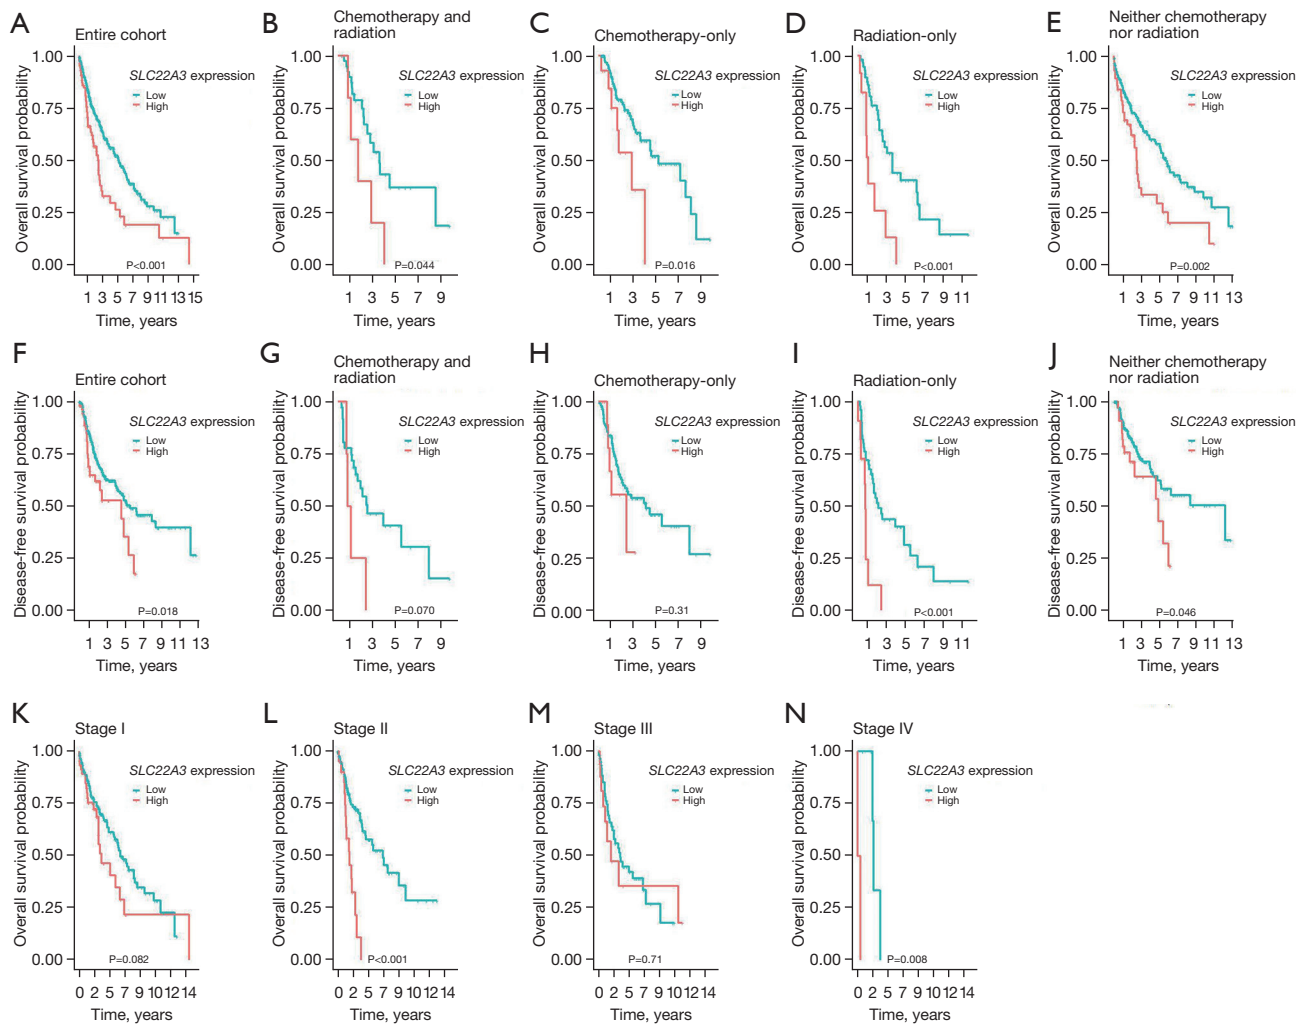 A
Entire cohort
Overall survival probability
1.00
0.75
0.50
0.25
0.00
SLC22A3 expression
Low
High
P<0.001
1 3 5 7 9 11 13 15
Time, years
B
Chemotherapy and
radiation
Overall survival probability
1.00
0.75
0.50
0.25
0.00
SLC22A3 expression
Low
High
P=0.044
1 3 5 7 9
Time, years
C
Chemotherapy-only
Overall survival probability
1.00
0.75
0.50
0.25
0.00
SLC22A3 expression
Low
High
P=0.016
1 3 5 7 9
Time, years
D
Radiation-only
Overall survival probability
1.00
0.75
0.50
0.25
0.00
SLC22A3 expression
Low
High
P<0.001
1 3 5 7 9 11
Time, years
E
Neither chemotherapy
nor radiation
Overall survival probability
1.00
0.75
0.50
0.25
0.00
SLC22A3 expression
Low
High
P=0.002
1 3 5 7 9 11 13
Time, years
F
Entire cohort
Disease-free survival probability
1.00
0.75
0.50
0.25
0.00
SLC22A3 expression
Low
High
P=0.018
1 3 5 7 9 11 13
Time, years
G
Chemotherapy and
radiation
Disease-free survival probability
1.00
0.75
0.50
0.25
0.00
SLC22A3 expression
Low
High
P=0.070
1 3 5 7 9
Time, years
H
Chemotherapy-only
Disease-free survival probability
1.00
0.75
0.50
0.25
0.00
SLC22A3 expression
Low
High
P=0.31
1 3 5 7 9
Time, years
I
Radiation-only
Disease-free survival probability
1.00
0.75
0.50
0.25
0.00
SLC22A3 expression
Low
High
P<0.001
1 3 5 7 9 11
Time, years
J
Neither chemotherapy
nor radiation
Disease-free survival probability
1.00
0.75
0.50
0.25
0.00
SLC22A3 expression
Low
High
P=0.046
1 3 5 7 9 11 13
Time, years
K
Stage I
Overall survival probability
1.00
0.75
0.50
0.25
0.00
SLC22A3 expression
Low
High
P=0.082
0 2 4 5 7 9 10 12 14
Time, years
L
Stage II
Overall survival probability
1.00
0.75
0.50
0.25
0.00
SLC22A3 expression
Low
High
P<0.001
0 2 4 5 7 9 10 12 14
Time, years
M
Stage III
Overall survival probability
1.00
0.75
0.50
0.25
0.00
SLC22A3 expression
Low
High
P=0.71
0 2 4 5 7 9 10 12 14
Time, years
N
Stage IV
Overall survival probability
1.00
0.75
0.50
0.25
0.00
SLC22A3 expression
Low
High
P=0.008
0 2 4 5 7 9 10 12 14
Time, years